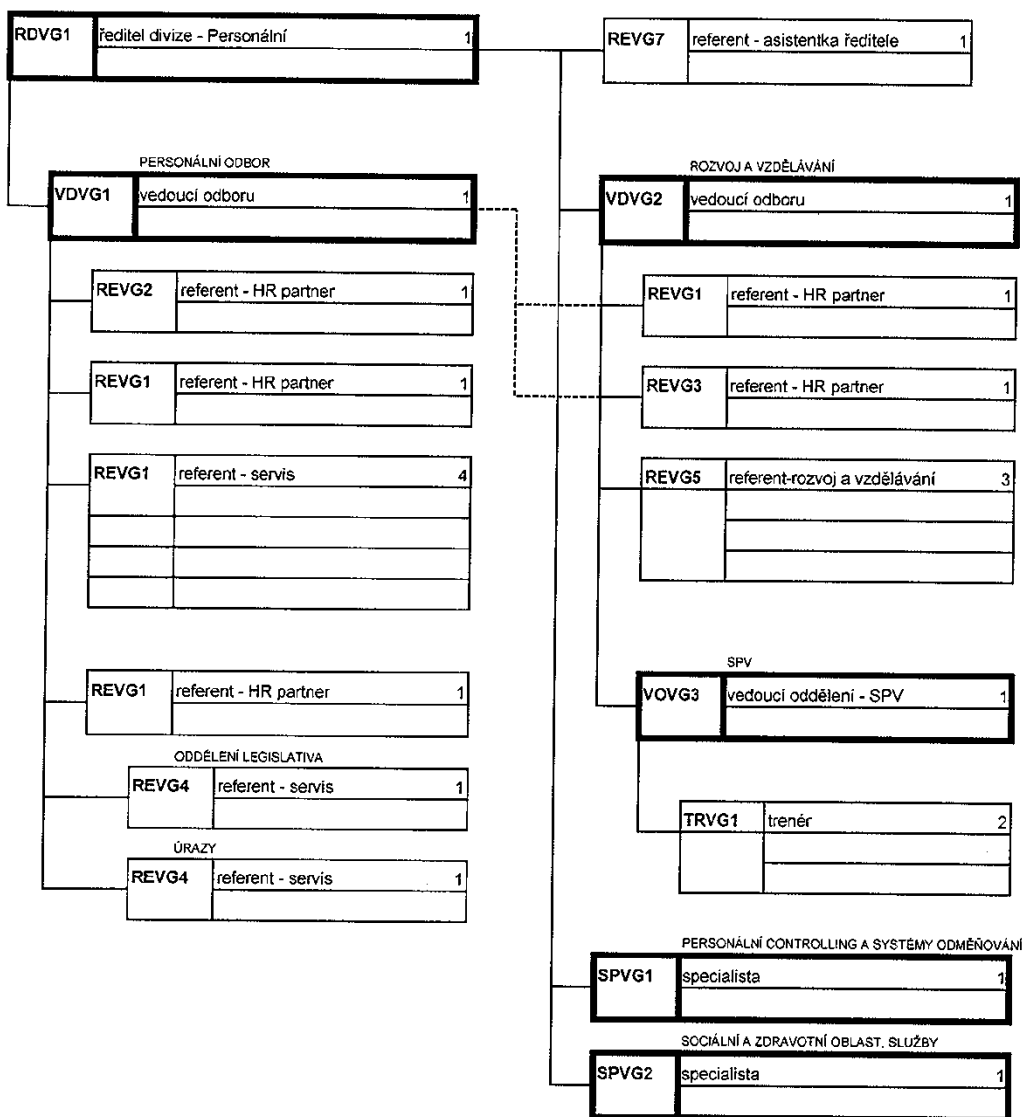 RDVG1 ředitel divize - Personální 1
REVG7 referent - asistentka ředitele 1
PERSONÁLNÍ ODBOR
VDVG1 vedoucí odboru 1
REVG2 referent - HR partner 1
REVG1 referent - HR partner 1
REVG1 referent - servis 4
REVG1 referent - HR partner 1
ODDĚLENÍ LEGISLATIVA
REVG4 referent - servis 1
ÚRAZY
REVG4 referent - servis 1
ROZVOJ A VZDĚLÁVÁNÍ
VDVG2 vedoucí odboru 1
REVG1 referent - HR partner 1
REVG3 referent - HR partner 1
REVG5 referent-rozvoj a vzdělávání 3
SPV
VOVG3 vedoucí oddělení - SPV 1
TRVG1 trenér 2
PERSONÁLNÍ CONTROLLING A SYSTÉMY ODMĚŇOVÁNÍ
SPVG1 specialista 1
SOCIÁLNÍ A ZDRAVOTNÍ OBLAST, SLUŽBY
SPVG2 specialista 1